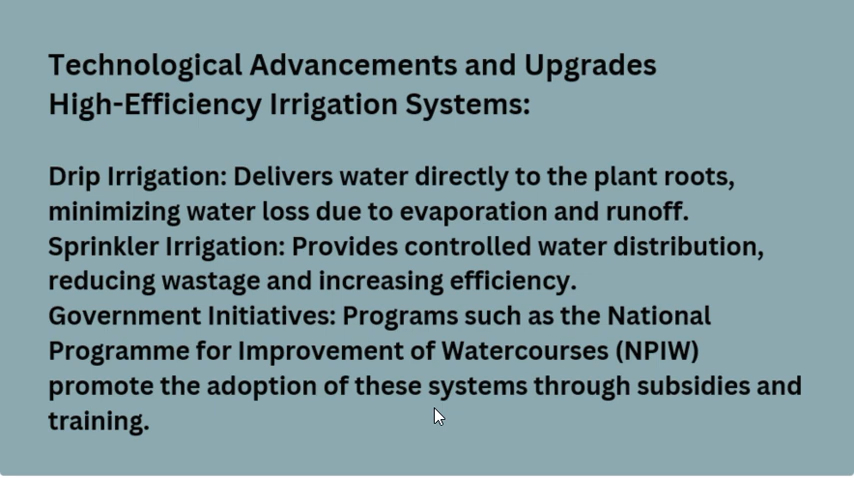 Technological Advancements and Upgrades
High-Efficiency Irrigation Systems:
Drip Irrigation: Delivers water directly to the plant roots,
minimizing water loss due to evaporation and runoff.
Sprinkler Irrigation: Provides controlled water distribution,
reducing wastage and increasing efficiency.
Government Initiatives: Programs such as the National
Programme for Improvement of Watercourses (NPIW)
promote the adoption of these systems through subsidies and
training.